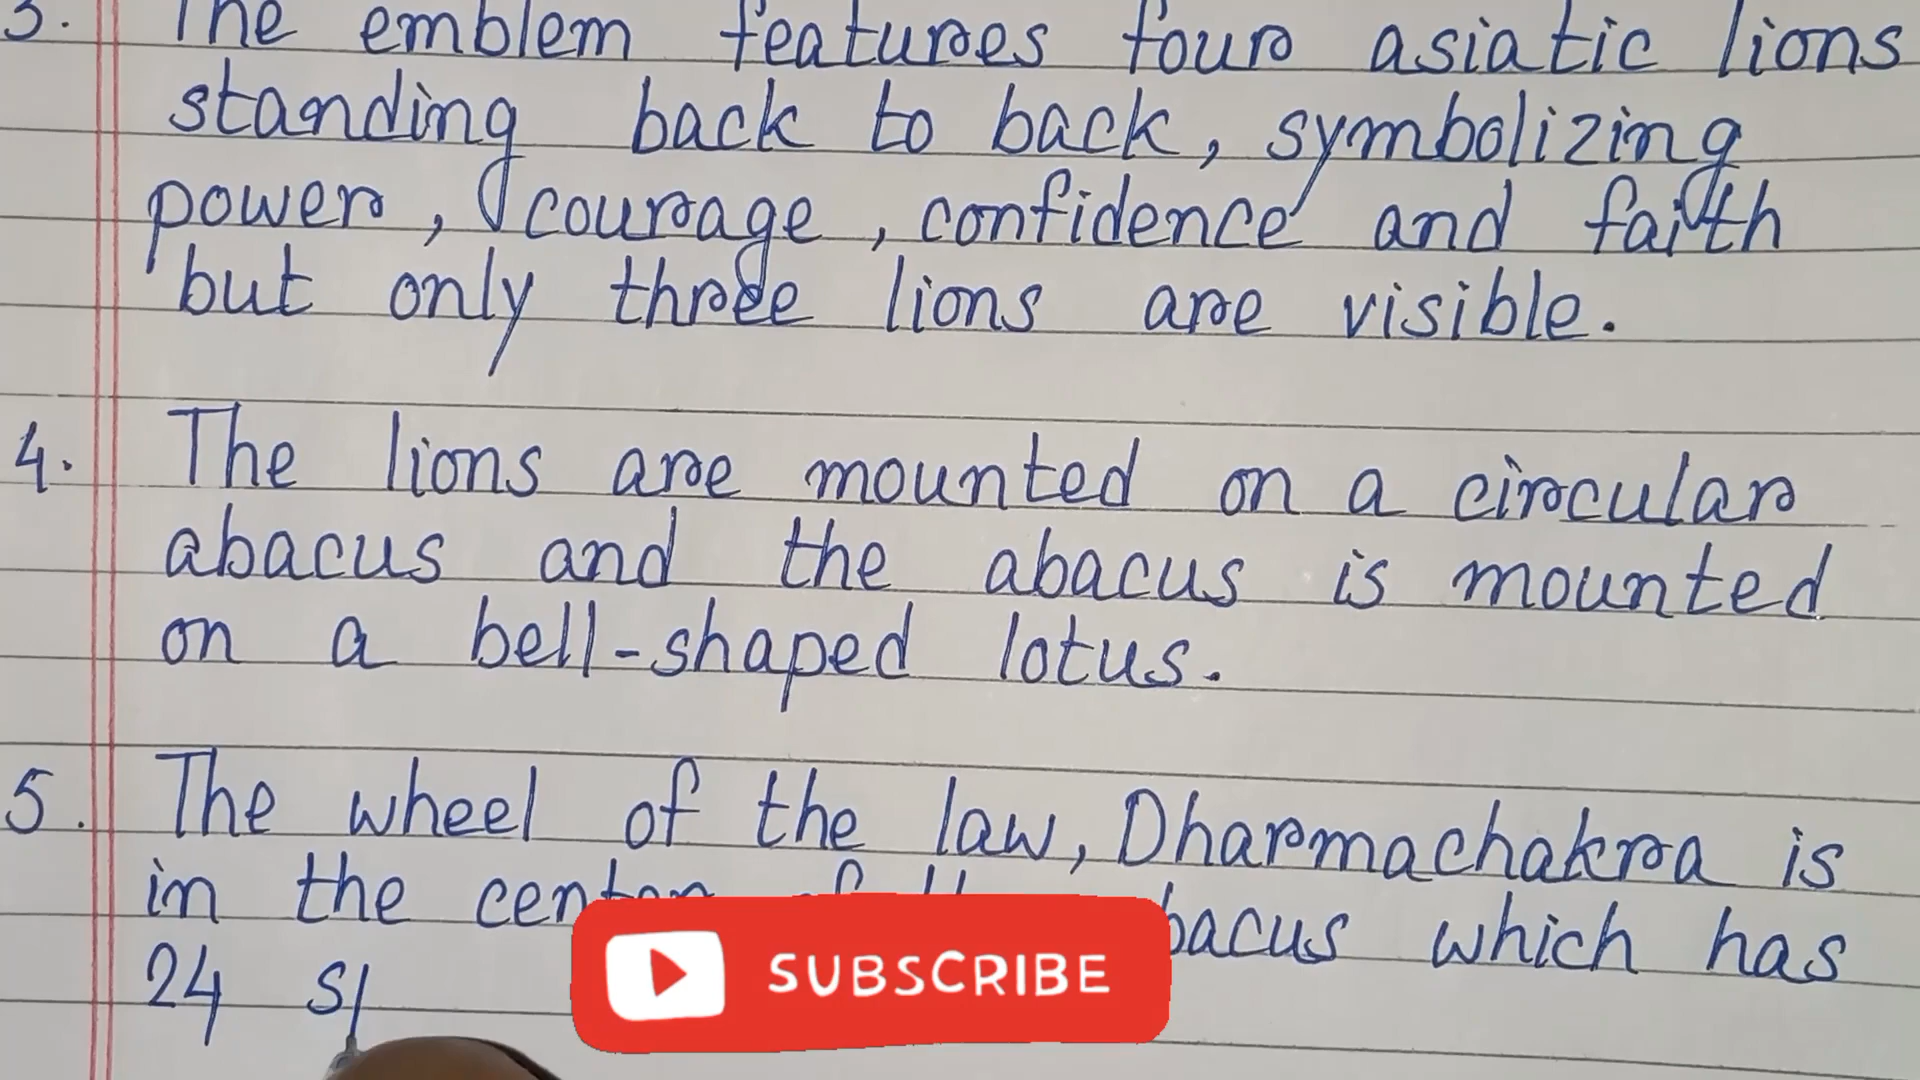 3. The emblem features four asiatic lions
standing back to back, symbolizing
power, courage, confidence and faith
but only three lions are visible.
4. The lions are mounted on a circular
abacus and the abacus is mounted
on a bell-shaped lotus.
5. The wheel of the law, Dharmachakra is
in the which has
24
SUBSCRIBE